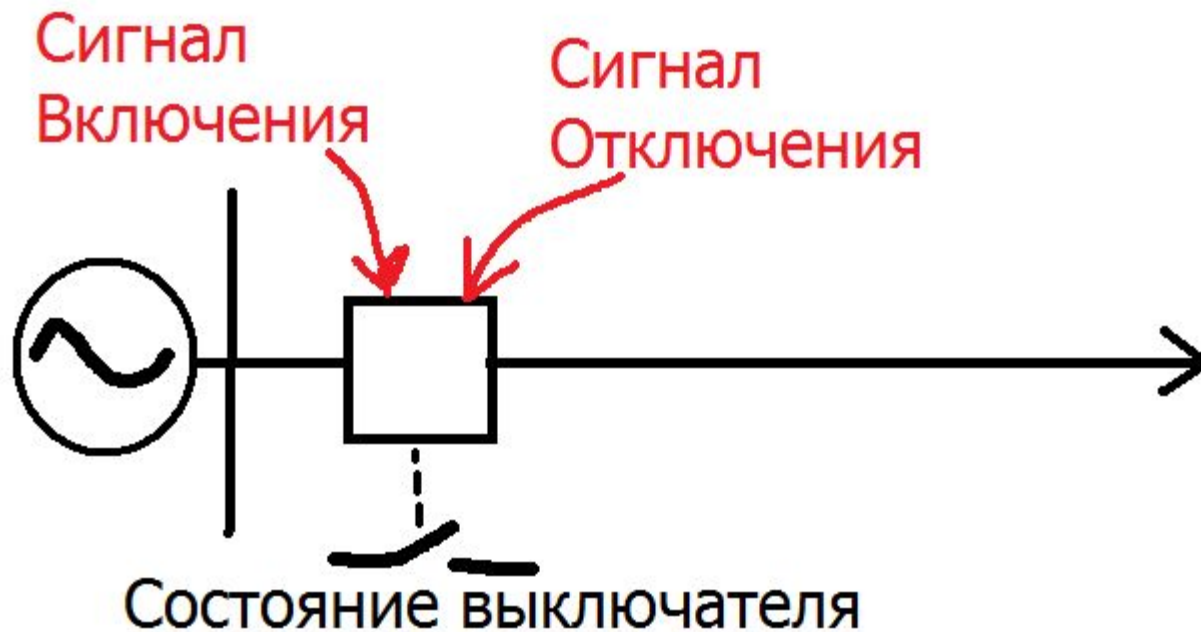 Сигнал
Включения
Сигнал
Отключения
Состояние выключателя